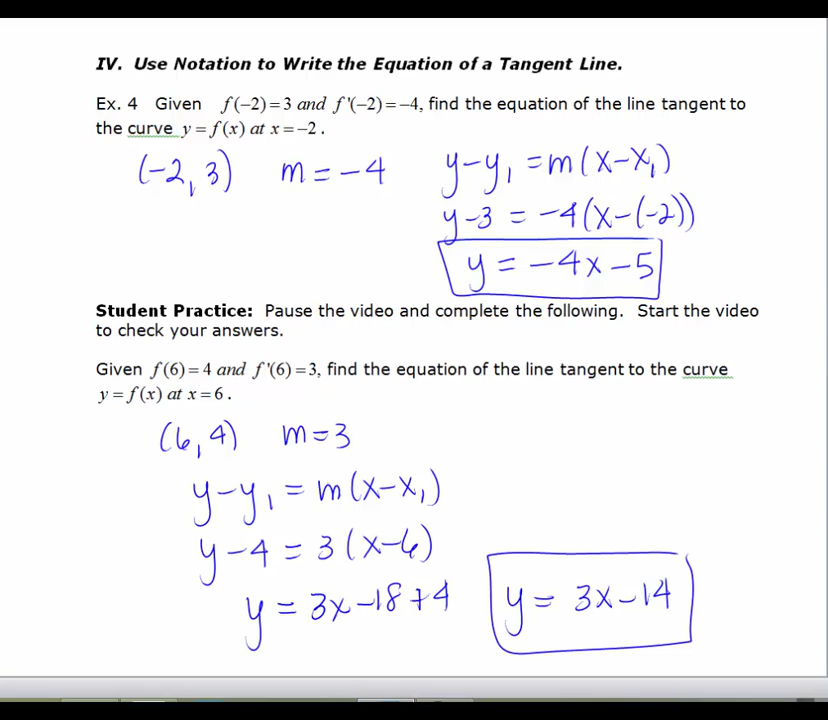 IV. Use Notation to Write the Equation of a Tangent Line.
Ex. 4 Given f(−2)=3 and f'(−2)=−4, find the equation of the line tangent to
the curve y=f(x) at x=−2.
(-2, 3) m = -4 y-y₁ = m(x-x₁)
y-3 = -4(x-(-2))
y = -4x-5
Student Practice: Pause the video and complete the following. Start the video
to check your answers.
Given f(6)=4 and f'(6)=3, find the equation of the line tangent to the curve
y=f(x) at x=6.
(6, 4) m=3
y-y₁ = m(x-x₁)
y-4 = 3(x-6)
y = 3x-18+4 y = 3x-14